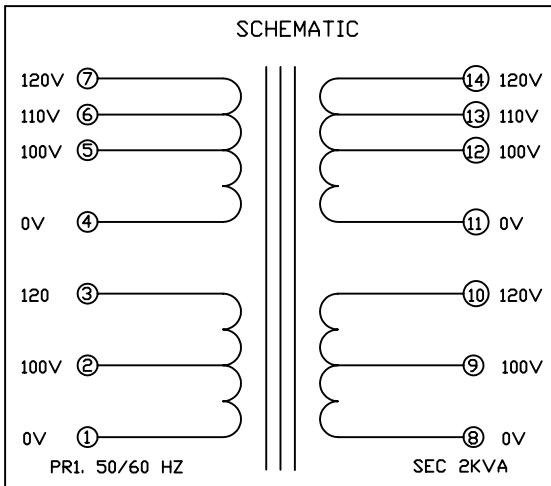 SCHEMATIC
120V 7 14 120V
110V 6 13 110V
100V 5 12 100V
0V 4 11 0V
120 3 10 120V
100V 2 9 100V
0V 1 8 0V
PR1. 50/60 HZ SEC 2KVA